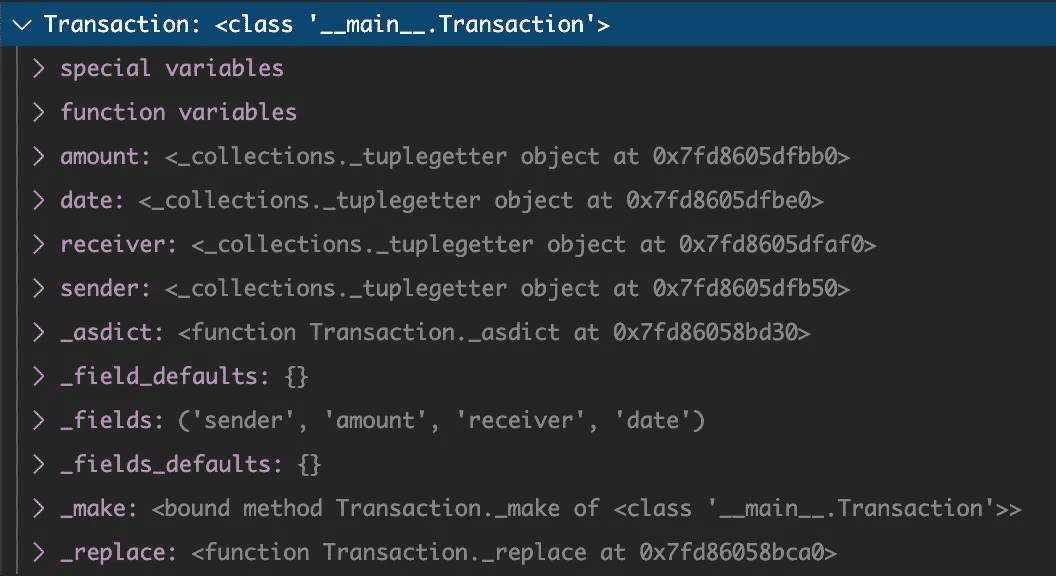 Transaction: <class '__main__.Transaction'>
special variables
function variables
amount: <_collections._tuplegetter object at 0x7fd8605dfbb0>
date: <_collections._tuplegetter object at 0x7fd8605dfbe0>
receiver: <_collections._tuplegetter object at 0x7fd8605dfaf0>
sender: <_collections._tuplegetter object at 0x7fd8605dfb50>
_asdict: <function Transaction._asdict at 0x7fd86058bd30>
_field_defaults: {}
_fields: ('sender', 'amount', 'receiver', 'date')
_fields_defaults: {}
_make: <bound method Transaction._make of <class '__main__.Transaction'>>
_replace: <function Transaction._replace at 0x7fd86058bca0>